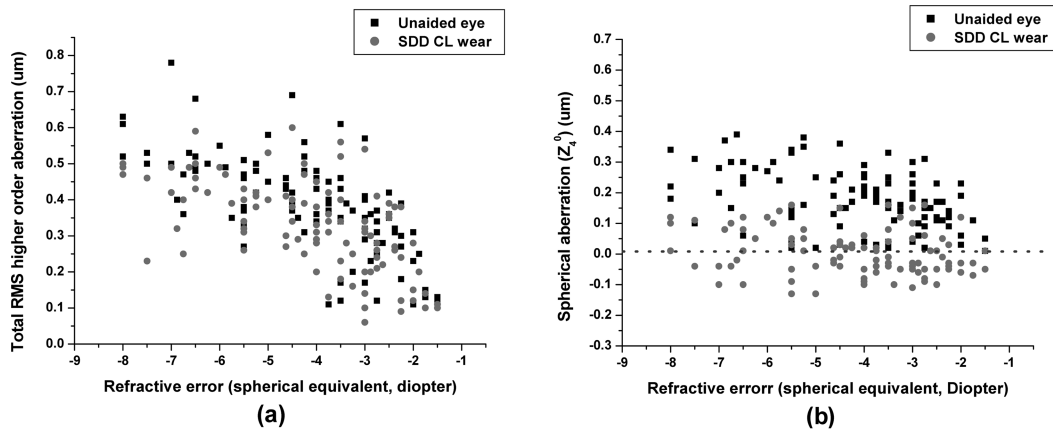 Unaided eye
SDD CL wear
Total RMS higher order aberration (um)
0.8
0.7
0.6
0.5
0.4
0.3
0.2
0.1
0.0
-9 -8 -7 -6 -5 -4 -3 -2 -1
Refractive error (spherical equivalent, diopter)
(a)
Unaided eye
SDD CL wear
Spherical aberration (Z₄⁰) (um)
0.7
0.6
0.5
0.4
0.3
0.2
0.1
0.0
-0.1
-0.2
-0.3
-9 -8 -7 -6 -5 -4 -3 -2 -1
Refractive erorr (spherical equivalent, Diopter)
(b)